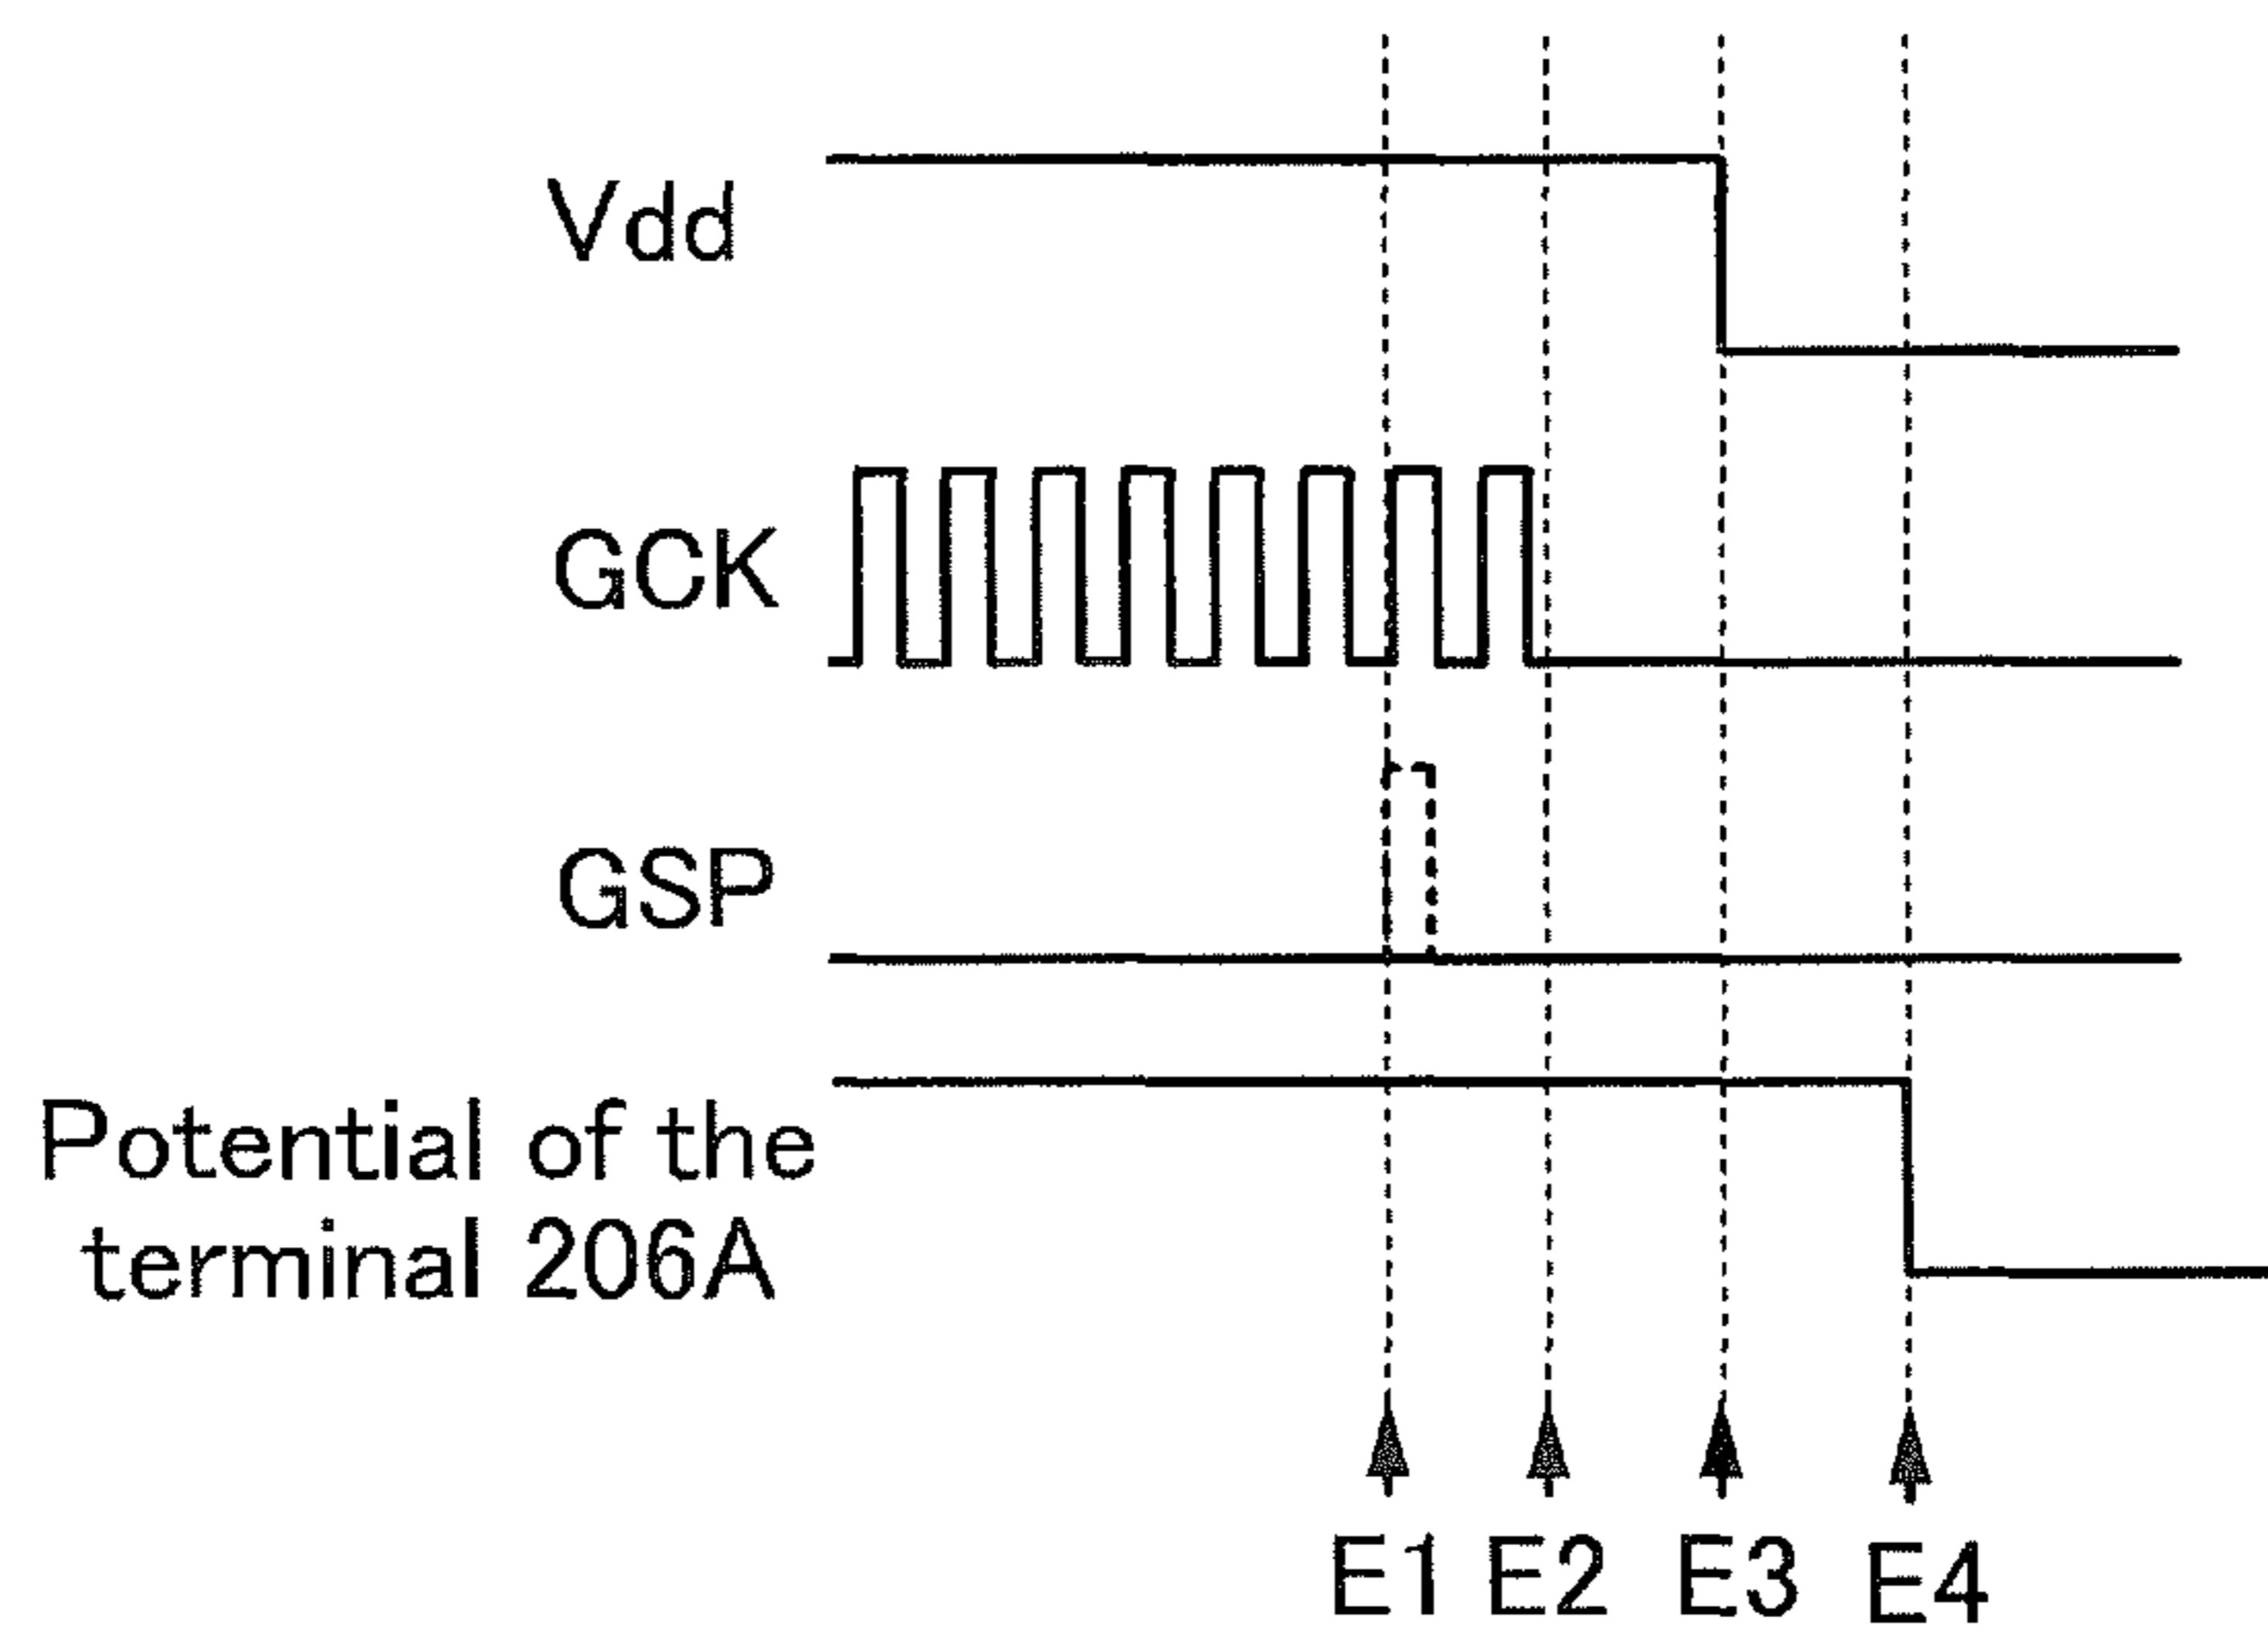 Vdd
GCK
GSP
Potential of the
terminal 206A
E1 E2 E3 E4